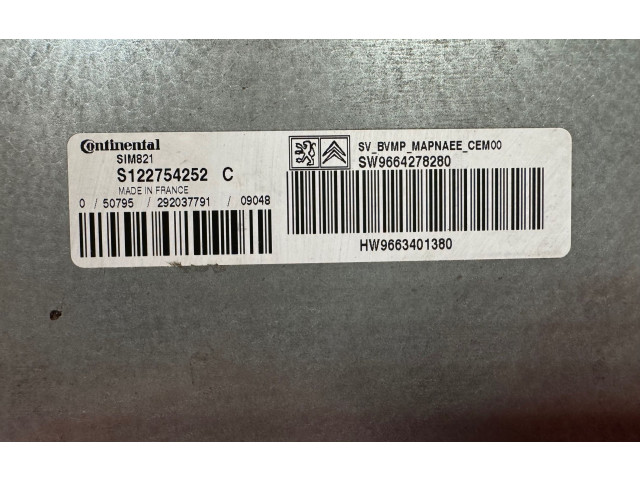 Continental
SIM821
S122754252 C
MADE IN FRANCE
0 / 50795 / 292037791 / 09048
SV_BVMP_MAPNAEE_CEM00
SW9664278280
HW9663401380